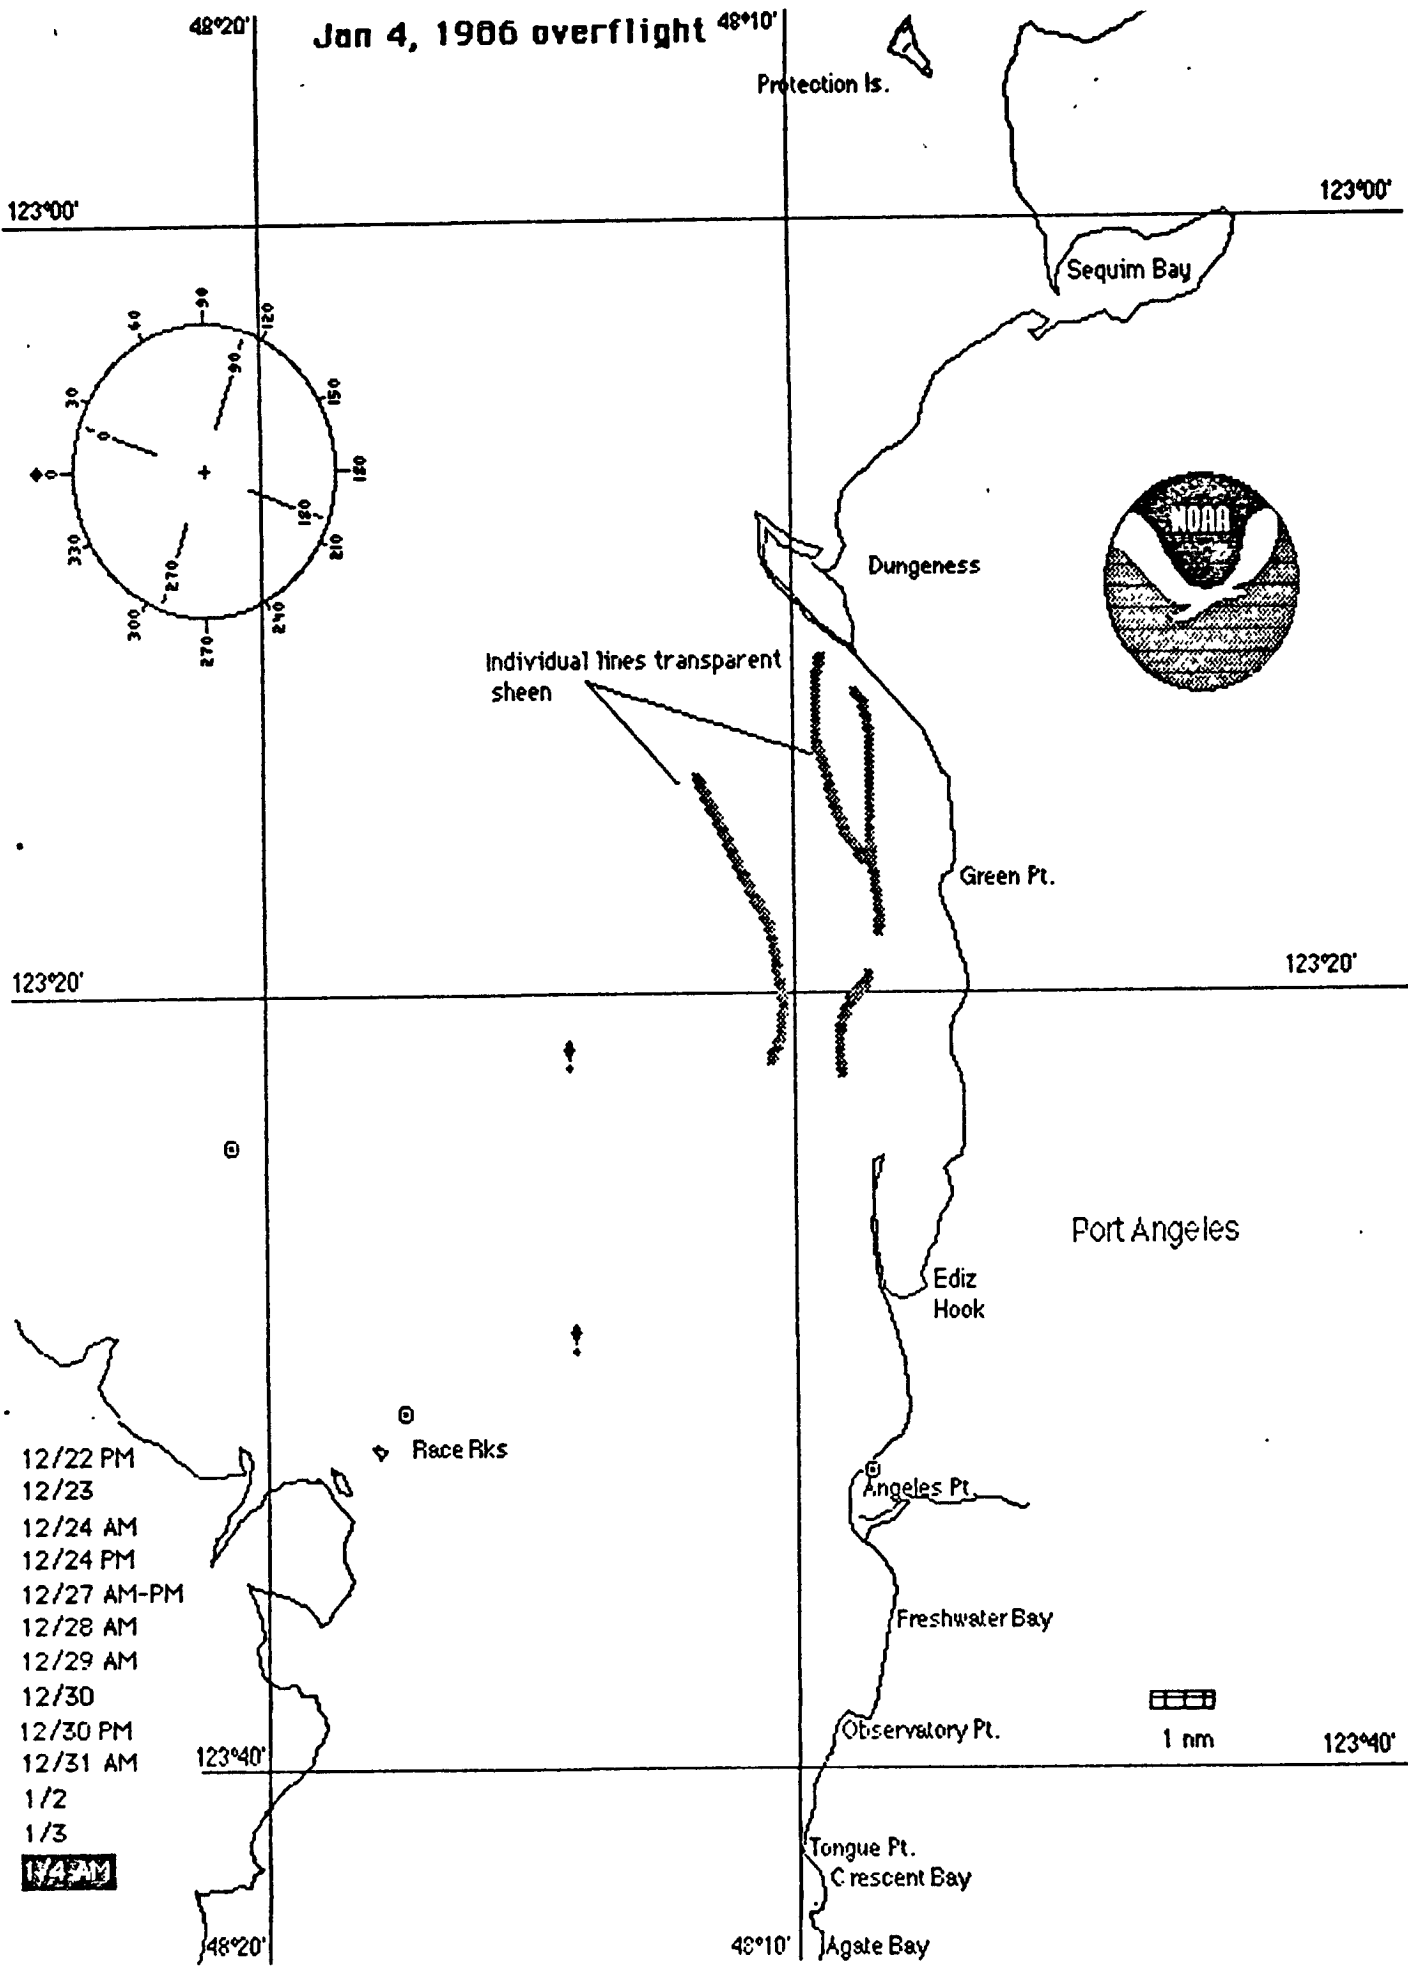 48°20'
Jan 4, 1986 overflight
48°10'
Protection Is.
123°00'
123°00'
Sequim Bay
0
30
60
90
120
150
180
210
240
270
300
330
0
90
180
270
NOAA
Dungeness
Individual lines transparent
sheen
Green Pt.
123°20'
123°20'
Port Angeles
Ediz
Hook
Race Rks
Angeles Pt.
12/22 PM
12/23
12/24 AM
12/24 PM
12/27 AM-PM
12/28 AM
12/29 AM
12/30
12/30 PM
12/31 AM
1/2
1/3
1/4 AM
Freshwater Bay
Observatory Pt.
1 nm
123°40'
123°40'
Tongue Pt.
Crescent Bay
48°20'
48°10'
Agate Bay